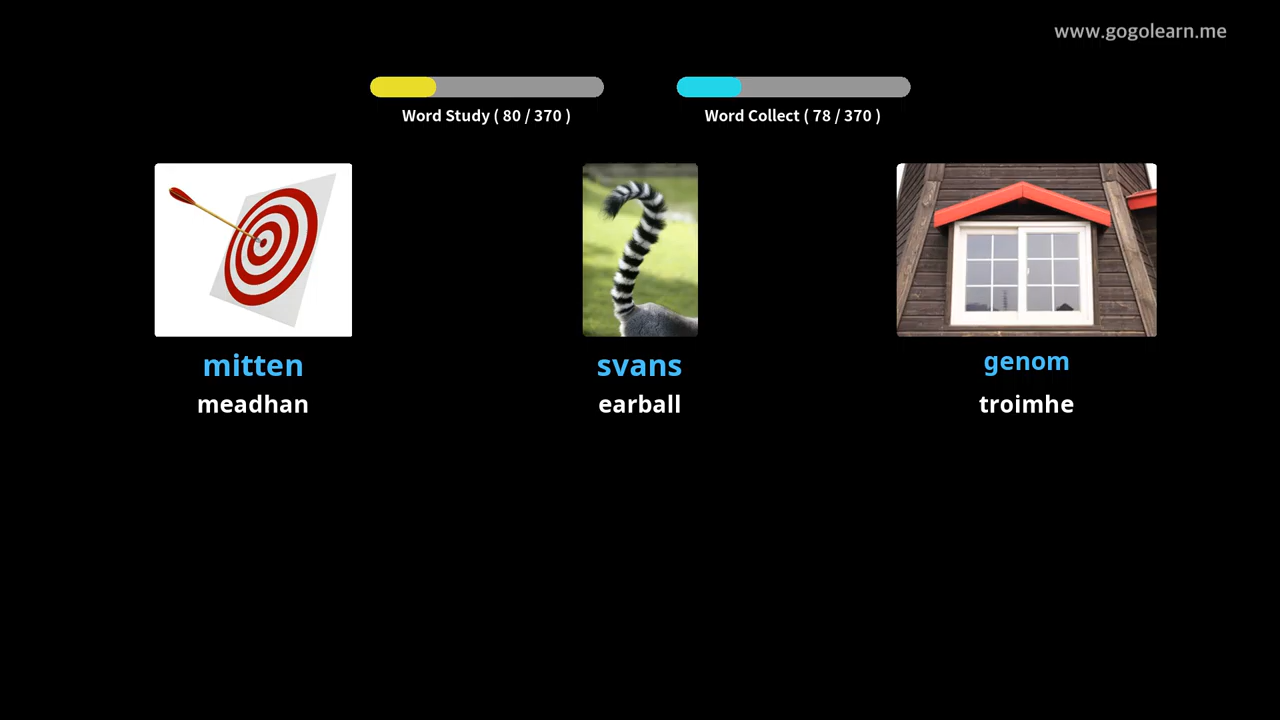 www.gogolearn.me
Word Study ( 80 / 370 )
Word Collect ( 78 / 370 )
mitten
meadhan
svans
earball
genom
troimhe